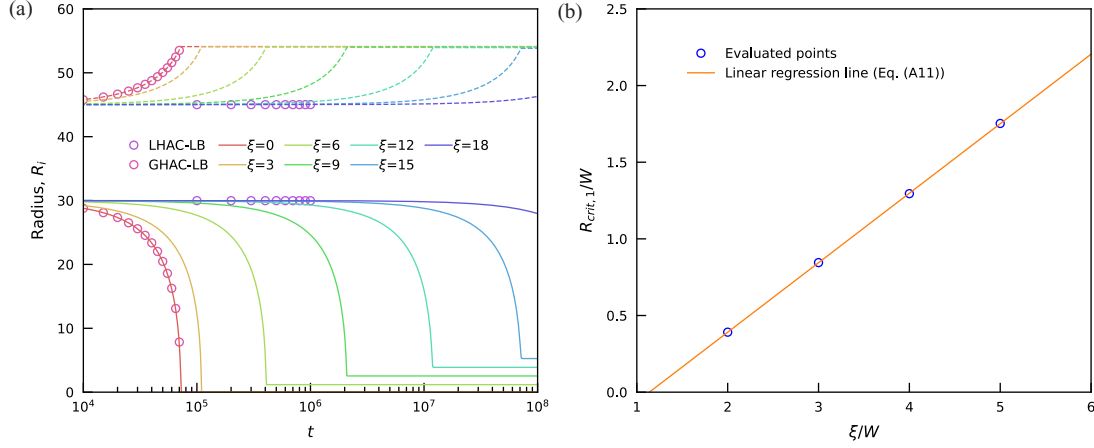 (a)
60
50
40
30
20
10
0
Radius, R_i
LHAC-LB
GHAC-LB
ξ=0
ξ=3
ξ=6
ξ=9
ξ=12
ξ=15
ξ=18
10^4
10^5
10^6
10^7
10^8
t
(b)
2.5
2.0
1.5
1.0
0.5
0.0
R_{crit, 1}/W
Evaluated points
Linear regression line (Eq. (A11))
1
2
3
4
5
6
ξ/W